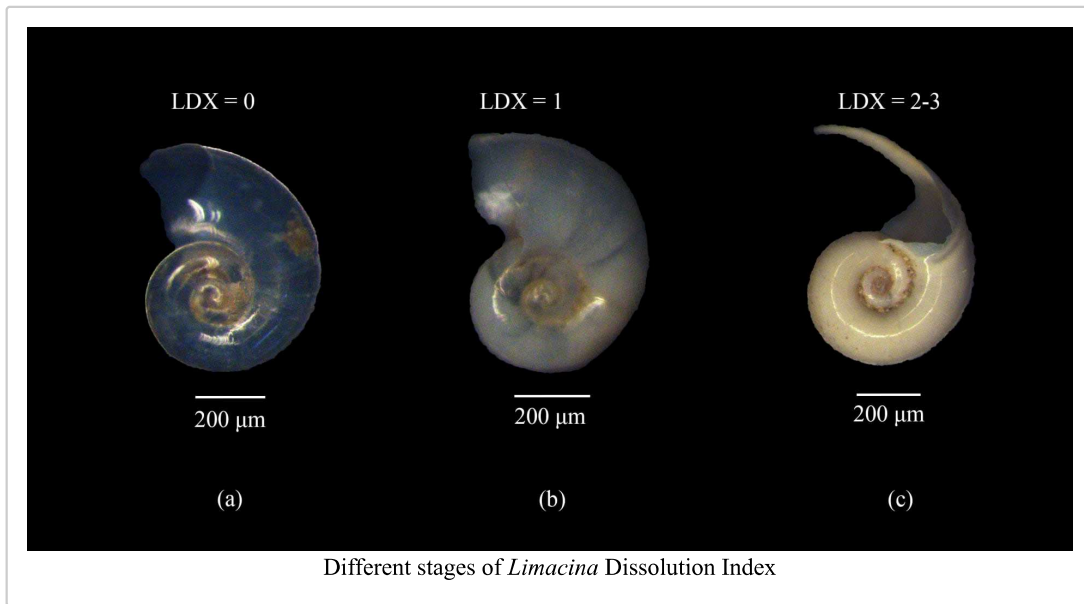 LDX = 0
LDX = 1
LDX = 2-3
200 μm
200 μm
200 μm
(a)
(b)
(c)
Different stages of Limacina Dissolution Index